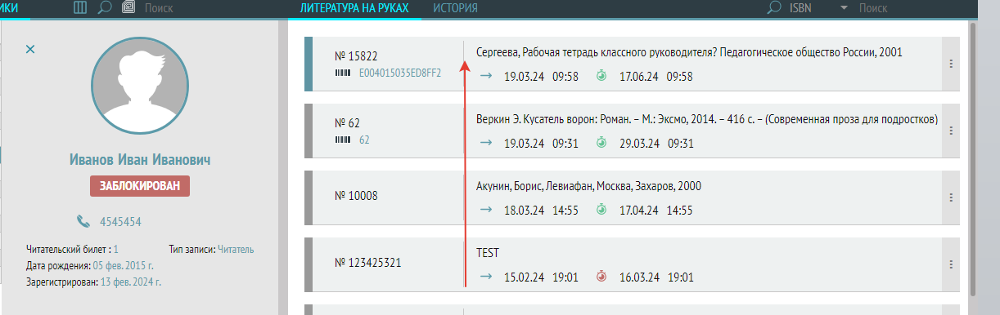 ИКИ
Поиск
ЛИТЕРАТУРА НА РУКАХ
ИСТОРИЯ
ISBN
Поиск
Иванов Иван Иванович
ЗАБЛОКИРОВАН
4545454
Читательский билет : 1
Тип записи: Читатель
Дата рождения: 05 фев. 2015 г.
Зарегистрирован: 13 фев. 2024 г.
№ 15822
E004015035ED8FF2
Сергеева, Рабочая тетрадь классного руководителя? Педагогическое общество России, 2001
19.03.24 09:58 17.06.24 09:58
№ 62
62
Веркин Э. Кусатель ворон: Роман. – М.: Эксмо, 2014. – 416 с. – (Современная проза для подростков)
19.03.24 09:31 29.03.24 09:31
№ 10008
Акунин, Борис, Левиафан, Москва, Захаров, 2000
18.03.24 14:55 17.04.24 14:55
№ 123425321
TEST
15.02.24 19:01 16.03.24 19:01